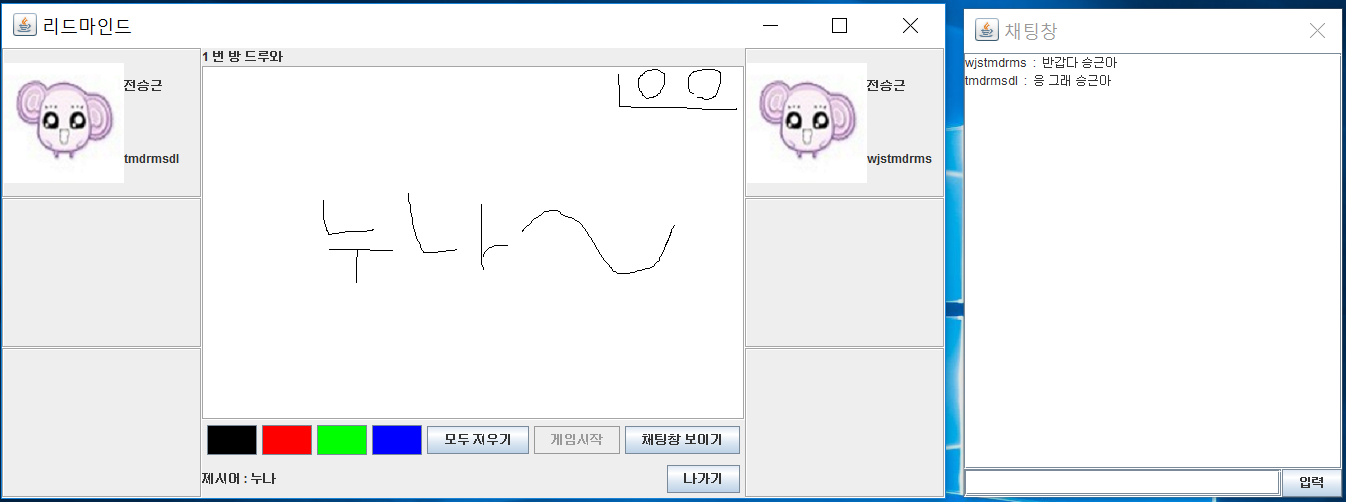 리드마인드
1 번 방 드루와
전승근
tmdrmsdl
누나~
전승근
wjstmdrms
모두 지우기
게임시작
채팅창 보이기
제시어 : 누나
나가기
채팅창
wjstmdrms : 반갑다 승근아
tmdrmsdl : 응 그래 승근아
입력